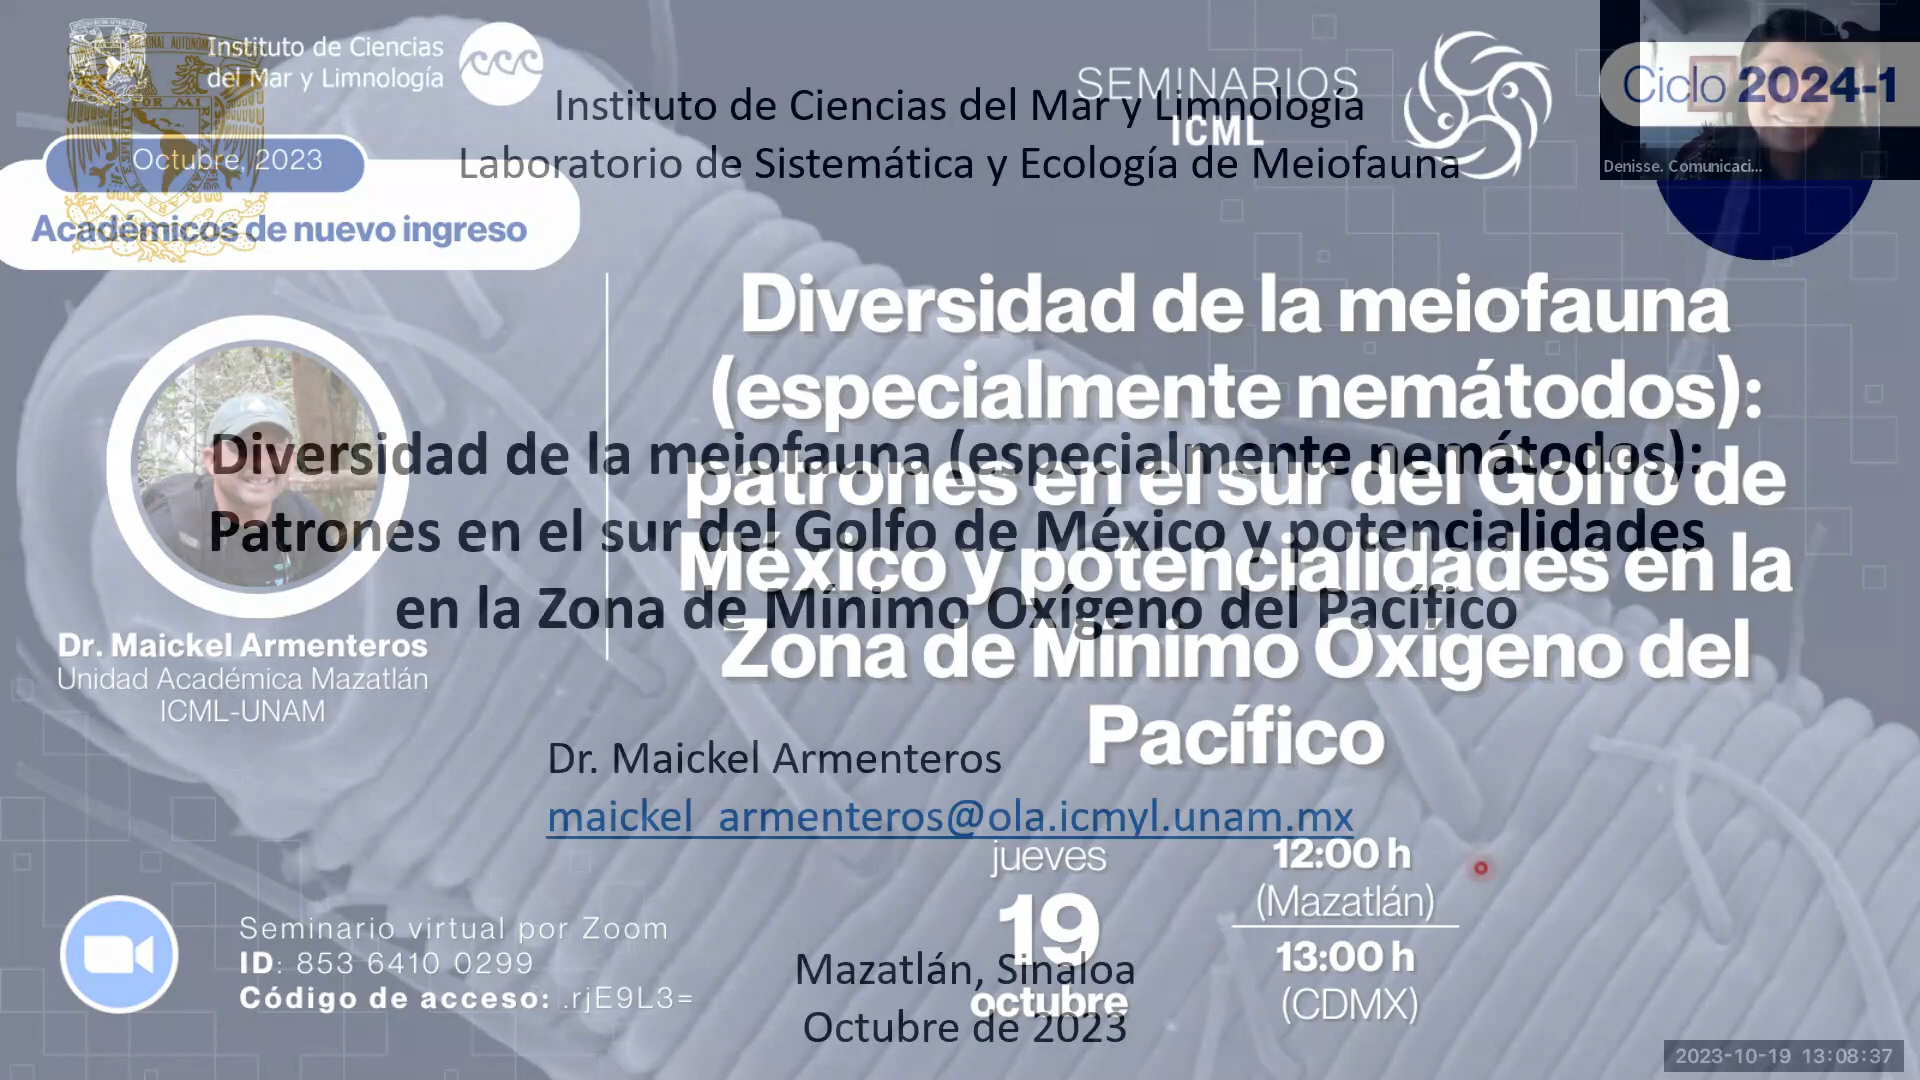 Instituto de Ciencias
del Mar y Limnología
SEMINARIOS
ICML
Ciclo 2024-1
Denisse. Comunicaci...
Instituto de Ciencias del Mar y Limnología
Laboratorio de Sistemática y Ecología de Meiofauna
Octubre, 2023
Académicos de nuevo ingreso
Diversidad de la meiofauna
(especialmente nemátodos):
patrones en el sur del Golfo de
México y potencialidades en la
Zona de Mínimo Oxígeno del
Pacífico
Diversidad de la meiofauna (especialmente nemátodos):
Patrones en el sur del Golfo de México y potencialidades
en la Zona de Mínimo Oxígeno del Pacífico
Dr. Maickel Armenteros
Unidad Académica Mazatlán
ICML-UNAM
Dr. Maickel Armenteros
maickel_armenteros@ola.icmyl.unam.mx
jueves
19
octubre
12:00 h
(Mazatlán)
13:00 h
(CDMX)
Seminario virtual por Zoom
ID: 853 6410 0299
Código de acceso: .rjE9L3=
Mazatlán, Sinaloa
Octubre de 2023
2023-10-19 13:08:37